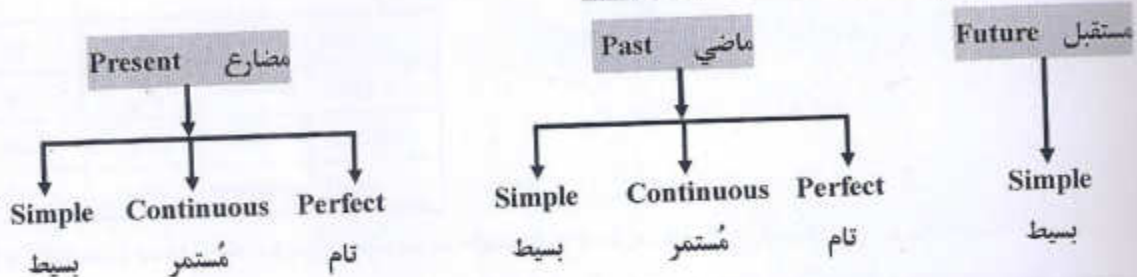 Present مضارع
Past ماضي
Future مستقبل
Simple Continuous Perfect
بسيط مُستمر تام
Simple Continuous Perfect
بسيط مُستمر تام
Simple
بسيط